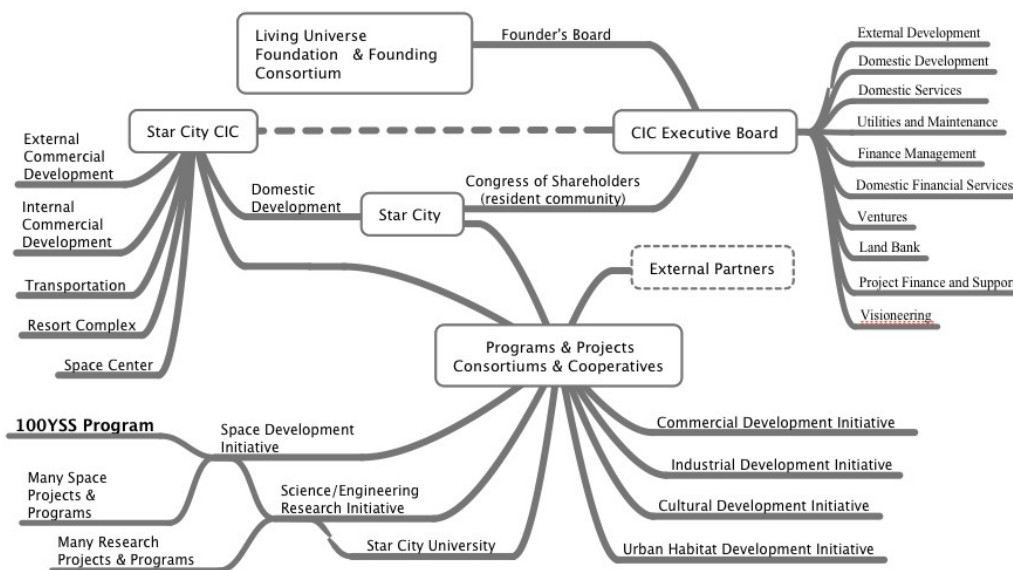 Living Universe
Foundation & Founding
Consortium
Founder's Board
External Development
Domestic Development
Domestic Services
Utilities and Maintenance
Finance Management
Domestic Financial Services
Ventures
Land Bank
Project Finance and Support
Visioneering
Star City CIC
CIC Executive Board
External
Commercial
Development
Internal
Commercial
Development
Transportation
Resort Complex
Space Center
Domestic
Development
Star City
Congress of Shareholders
(resident community)
External Partners
Programs & Projects
Consortiums & Cooperatives
100YSS Program
Space Development
Initiative
Many Space
Projects &
Programs
Science/Engineering
Research Initiative
Many Research
Projects & Programs
Star City University
Commercial Development Initiative
Industrial Development Initiative
Cultural Development Initiative
Urban Habitat Development Initiative